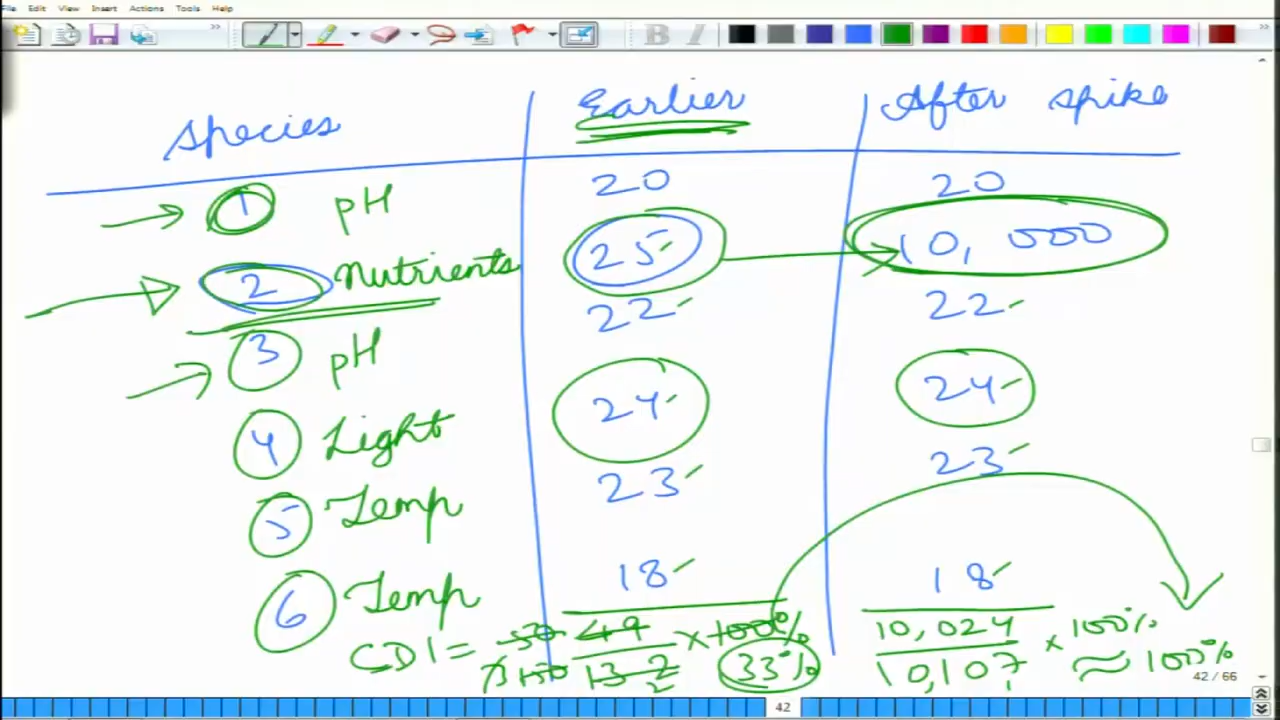 File Edit View Insert Actions Tools Help
B I
Species Earlier After spike
1 pH 20 20
2 Nutrients 25 10,000
3 pH 22 22
4 Light 24 24
5 Temp 23 23
6 Temp 18 18
CDI = 49 × 100% 10,024 × 100%
132 33% 10,107 ≈ 100%
42 / 66
42